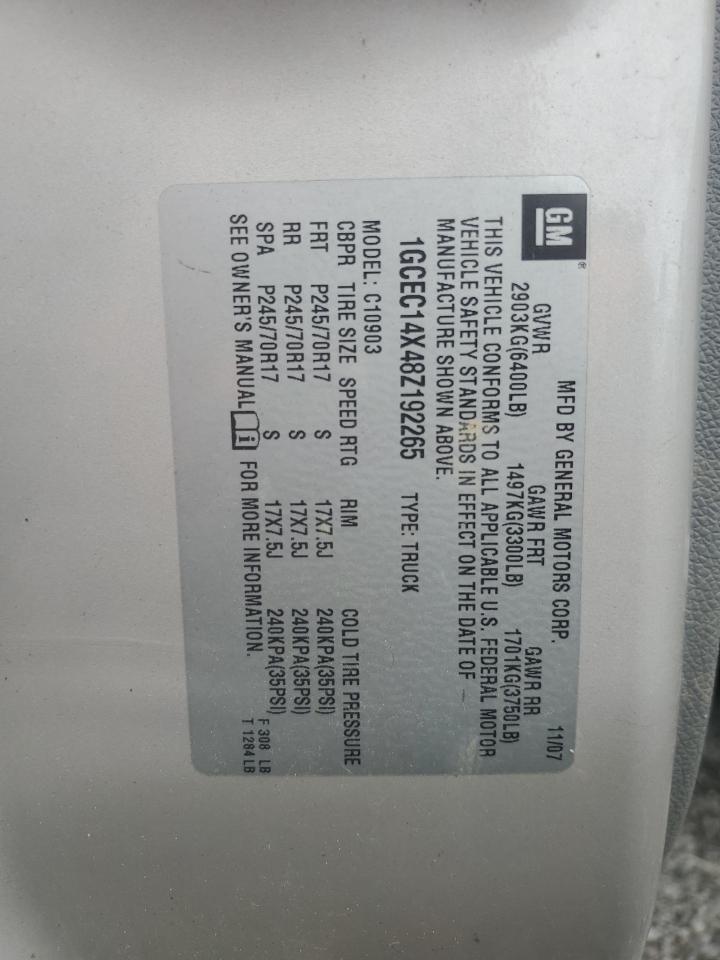 GM®
MFD BY GENERAL MOTORS CORP. 11/07
GVWR GAWR FRT GAWR RR
2903KG(6400LB) 1497KG(3300LB) 1701KG(3750LB)
THIS VEHICLE CONFORMS TO ALL APPLICABLE U.S. FEDERAL MOTOR
VEHICLE SAFETY STANDARDS IN EFFECT ON THE DATE OF
MANUFACTURE SHOWN ABOVE.
1GCEC14X48Z192265 TYPE: TRUCK
MODEL: C10903
CBPR TIRE SIZE SPEED RTG RIM COLD TIRE PRESSURE
FRT P245/70R17 S 17X7.5J 240KPA(35PSI)
RR P245/70R17 S 17X7.5J 240KPA(35PSI)
SPA P245/70R17 S 17X7.5J 240KPA(35PSI)
SEE OWNER'S MANUAL FOR MORE INFORMATION.
F 308 LB
T 1284 LB